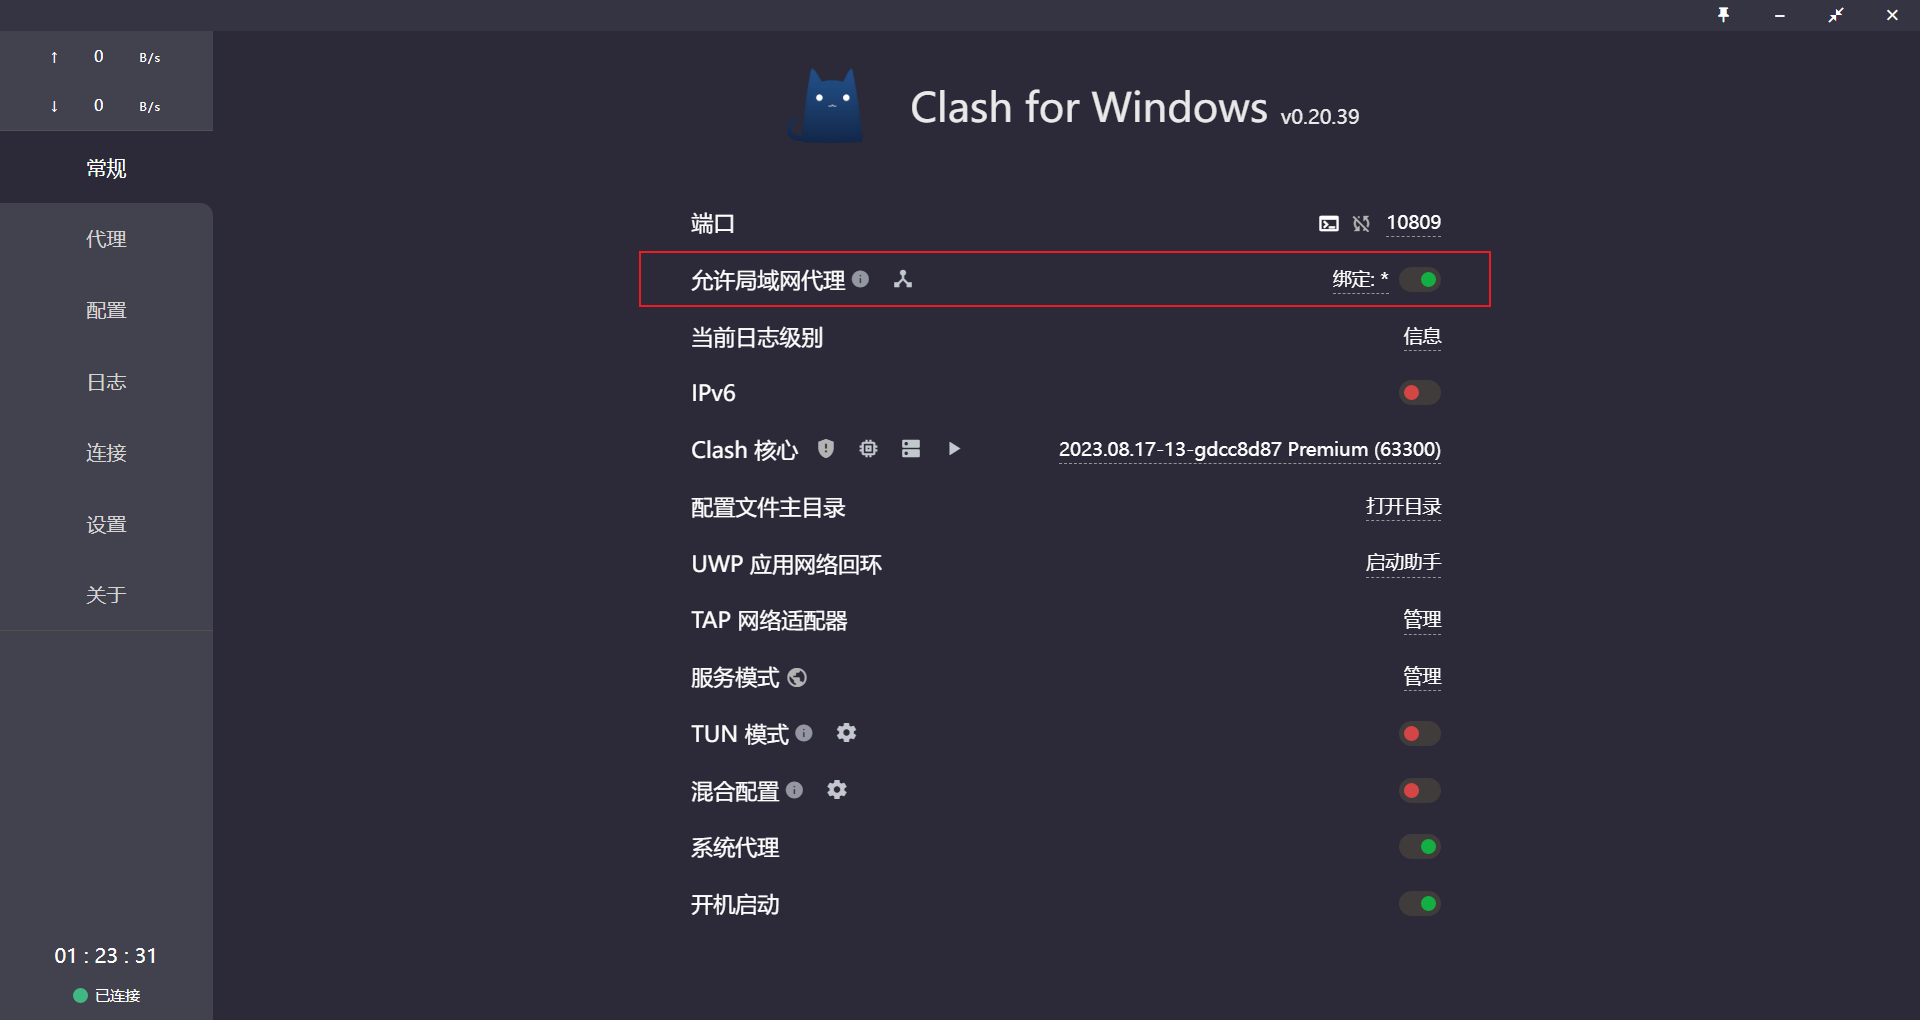 ↑ 0 B/s
↓ 0 B/s
常规
代理
配置
日志
连接
设置
关于
01 : 23 : 31
已连接
Clash for Windows v0.20.39
端口 10809
允许局域网代理 绑定: *
当前日志级别 信息
IPv6
Clash 核心 2023.08.17-13-gdcc8d87 Premium (63300)
配置文件主目录 打开目录
UWP 应用网络回环 启动助手
TAP 网络适配器 管理
服务模式 管理
TUN 模式
混合配置
系统代理
开机启动